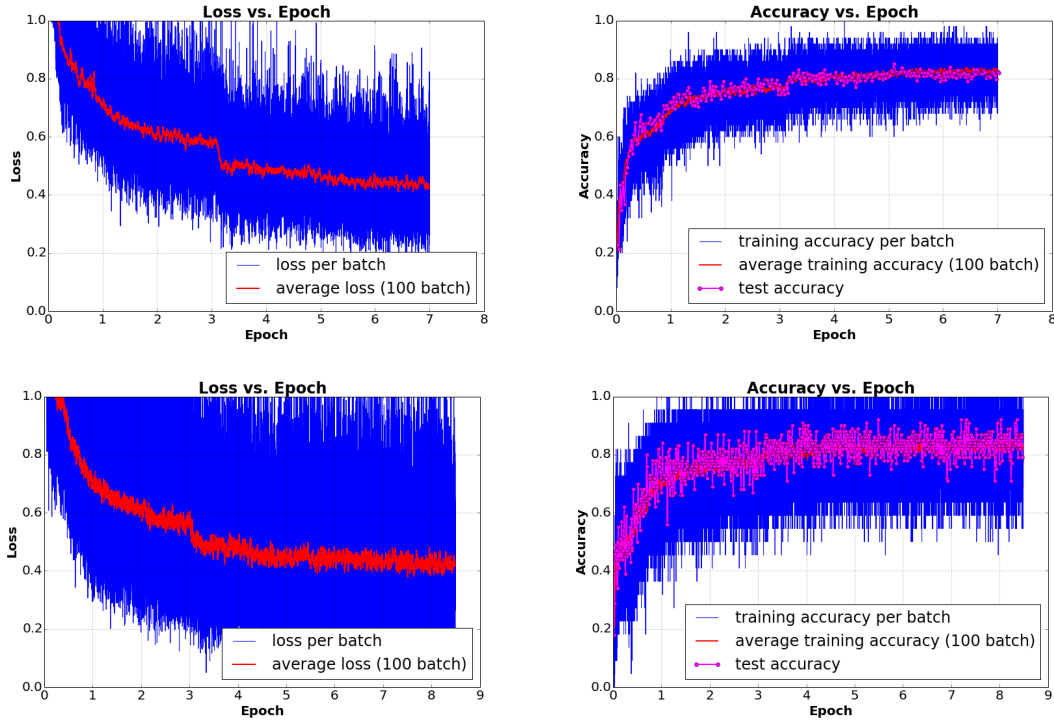 Loss vs. Epoch
1.0
0.8
0.6
0.4
0.2
0.0
Loss
loss per batch
average loss (100 batch)
0 1 2 3 4 5 6 7 8
Epoch
Accuracy vs. Epoch
1.0
0.8
0.6
0.4
0.2
0.0
Accuracy
training accuracy per batch
average training accuracy (100 batch)
test accuracy
0 1 2 3 4 5 6 7 8
Epoch
Loss vs. Epoch
1.0
0.8
0.6
0.4
0.2
0.0
Loss
loss per batch
average loss (100 batch)
0 1 2 3 4 5 6 7 8 9
Epoch
Accuracy vs. Epoch
1.0
0.8
0.6
0.4
0.2
0.0
Accuracy
training accuracy per batch
average training accuracy (100 batch)
test accuracy
0 1 2 3 4 5 6 7 8 9
Epoch